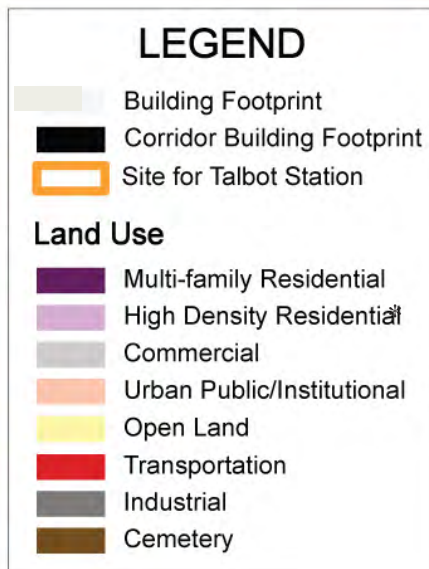 LEGEND
Building Footprint
Corridor Building Footprint
Site for Talbot Station
Land Use
Multi-family Residential
High Density Residential*
Commercial
Urban Public/Institutional
Open Land
Transportation
Industrial
Cemetery